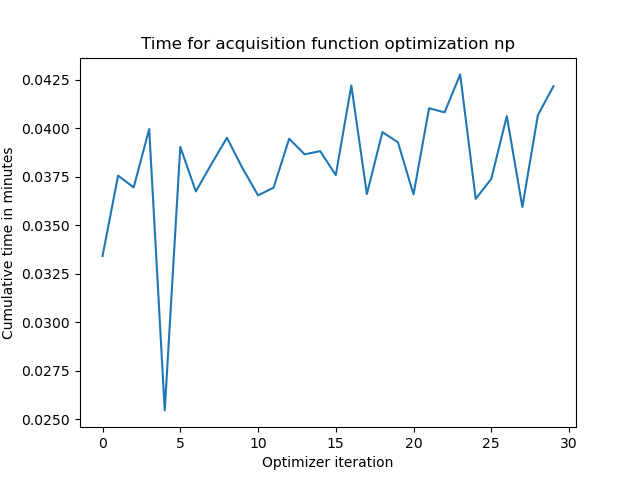 Time for acquisition function optimization np
Cumulative time in minutes
0.0425
0.0400
0.0375
0.0350
0.0325
0.0300
0.0275
0.0250
0 5 10 15 20 25 30
Optimizer iteration